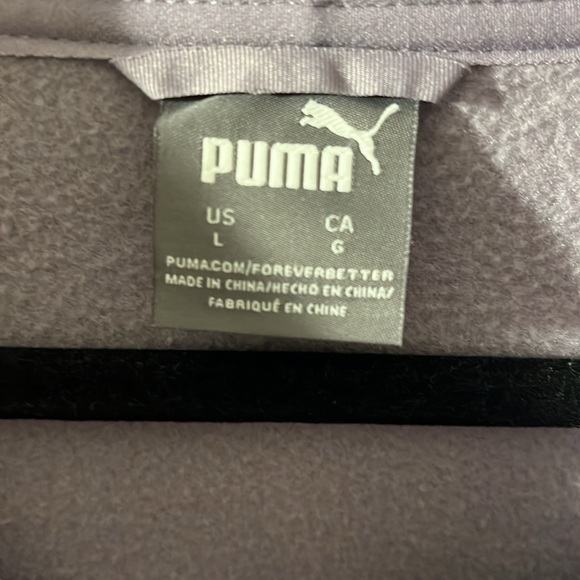 PUMA
US CA
L G
PUMA.COM/FOREVERBETTER
MADE IN CHINA/HECHO EN CHINA/
FABRIQUÉ EN CHINE